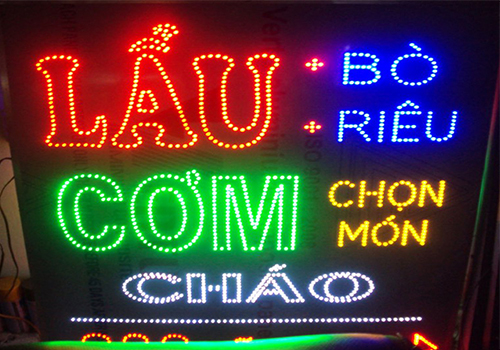 LẨU + BÒ
+ RIÊU
CƠM CHỌN
MÓN
CHÁO